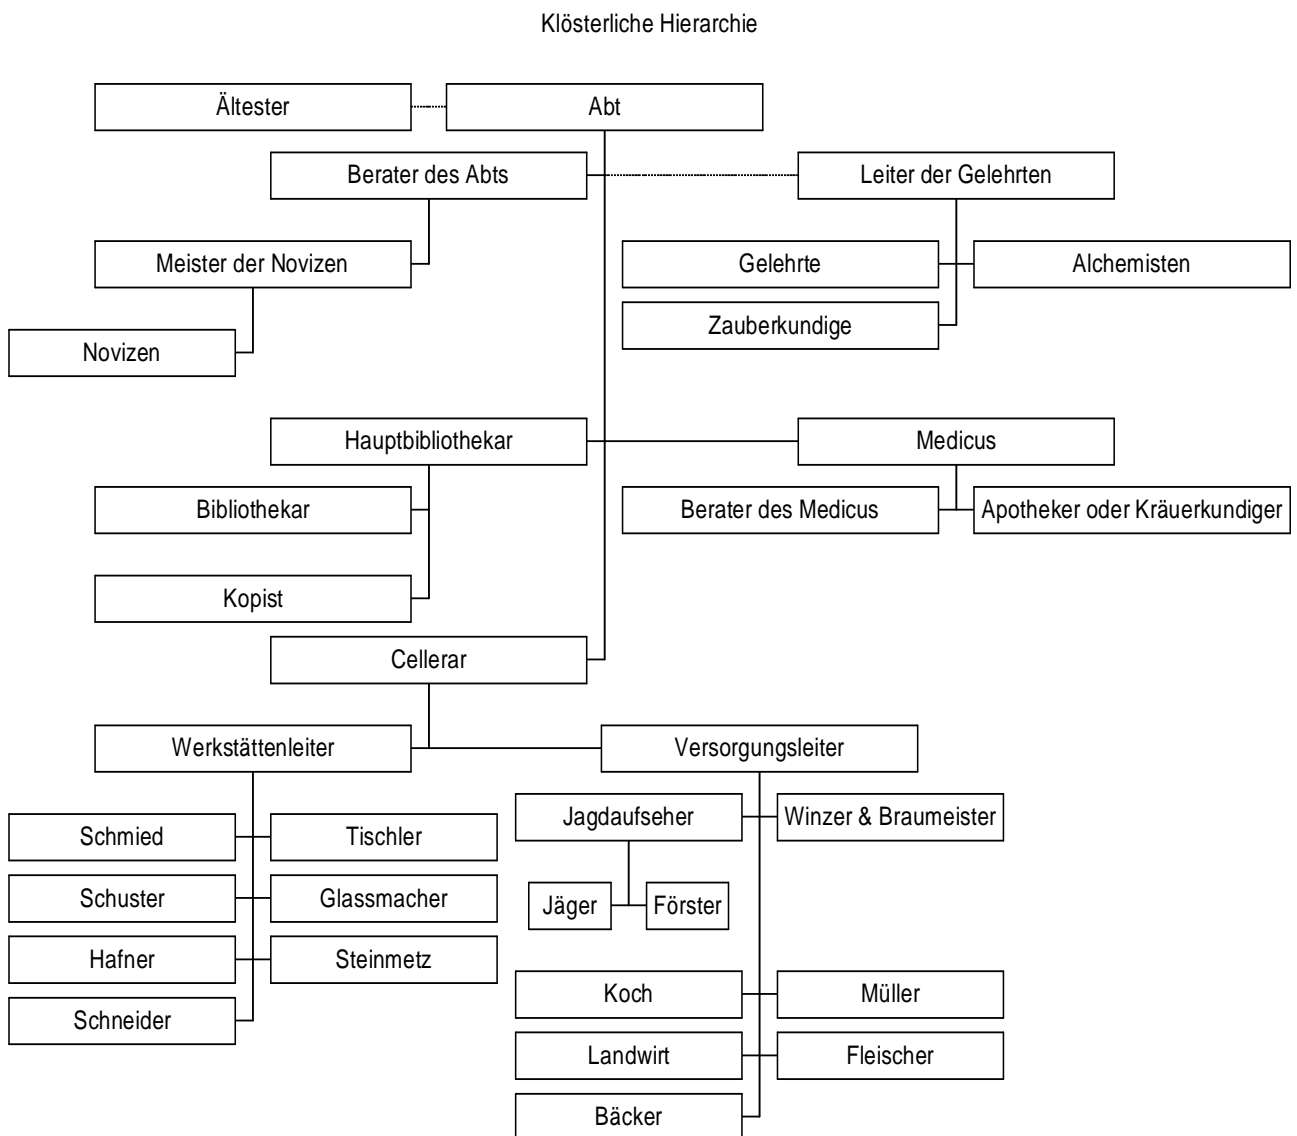 Klösterliche Hierarchie
Ältester
Abt
Berater des Abts
Leiter der Gelehrten
Meister der Novizen
Gelehrte
Alchemisten
Zauberkundige
Novizen
Hauptbibliothekar
Medicus
Bibliothekar
Berater des Medicus
Apotheker oder Kräuerkundiger
Kopist
Cellerar
Werkstättenleiter
Versorgungsleiter
Jagdaufseher
Winzer & Braumeister
Schmied
Tischler
Schuster
Glassmacher
Jäger
Förster
Hafner
Steinmetz
Koch
Müller
Schneider
Landwirt
Fleischer
Bäcker